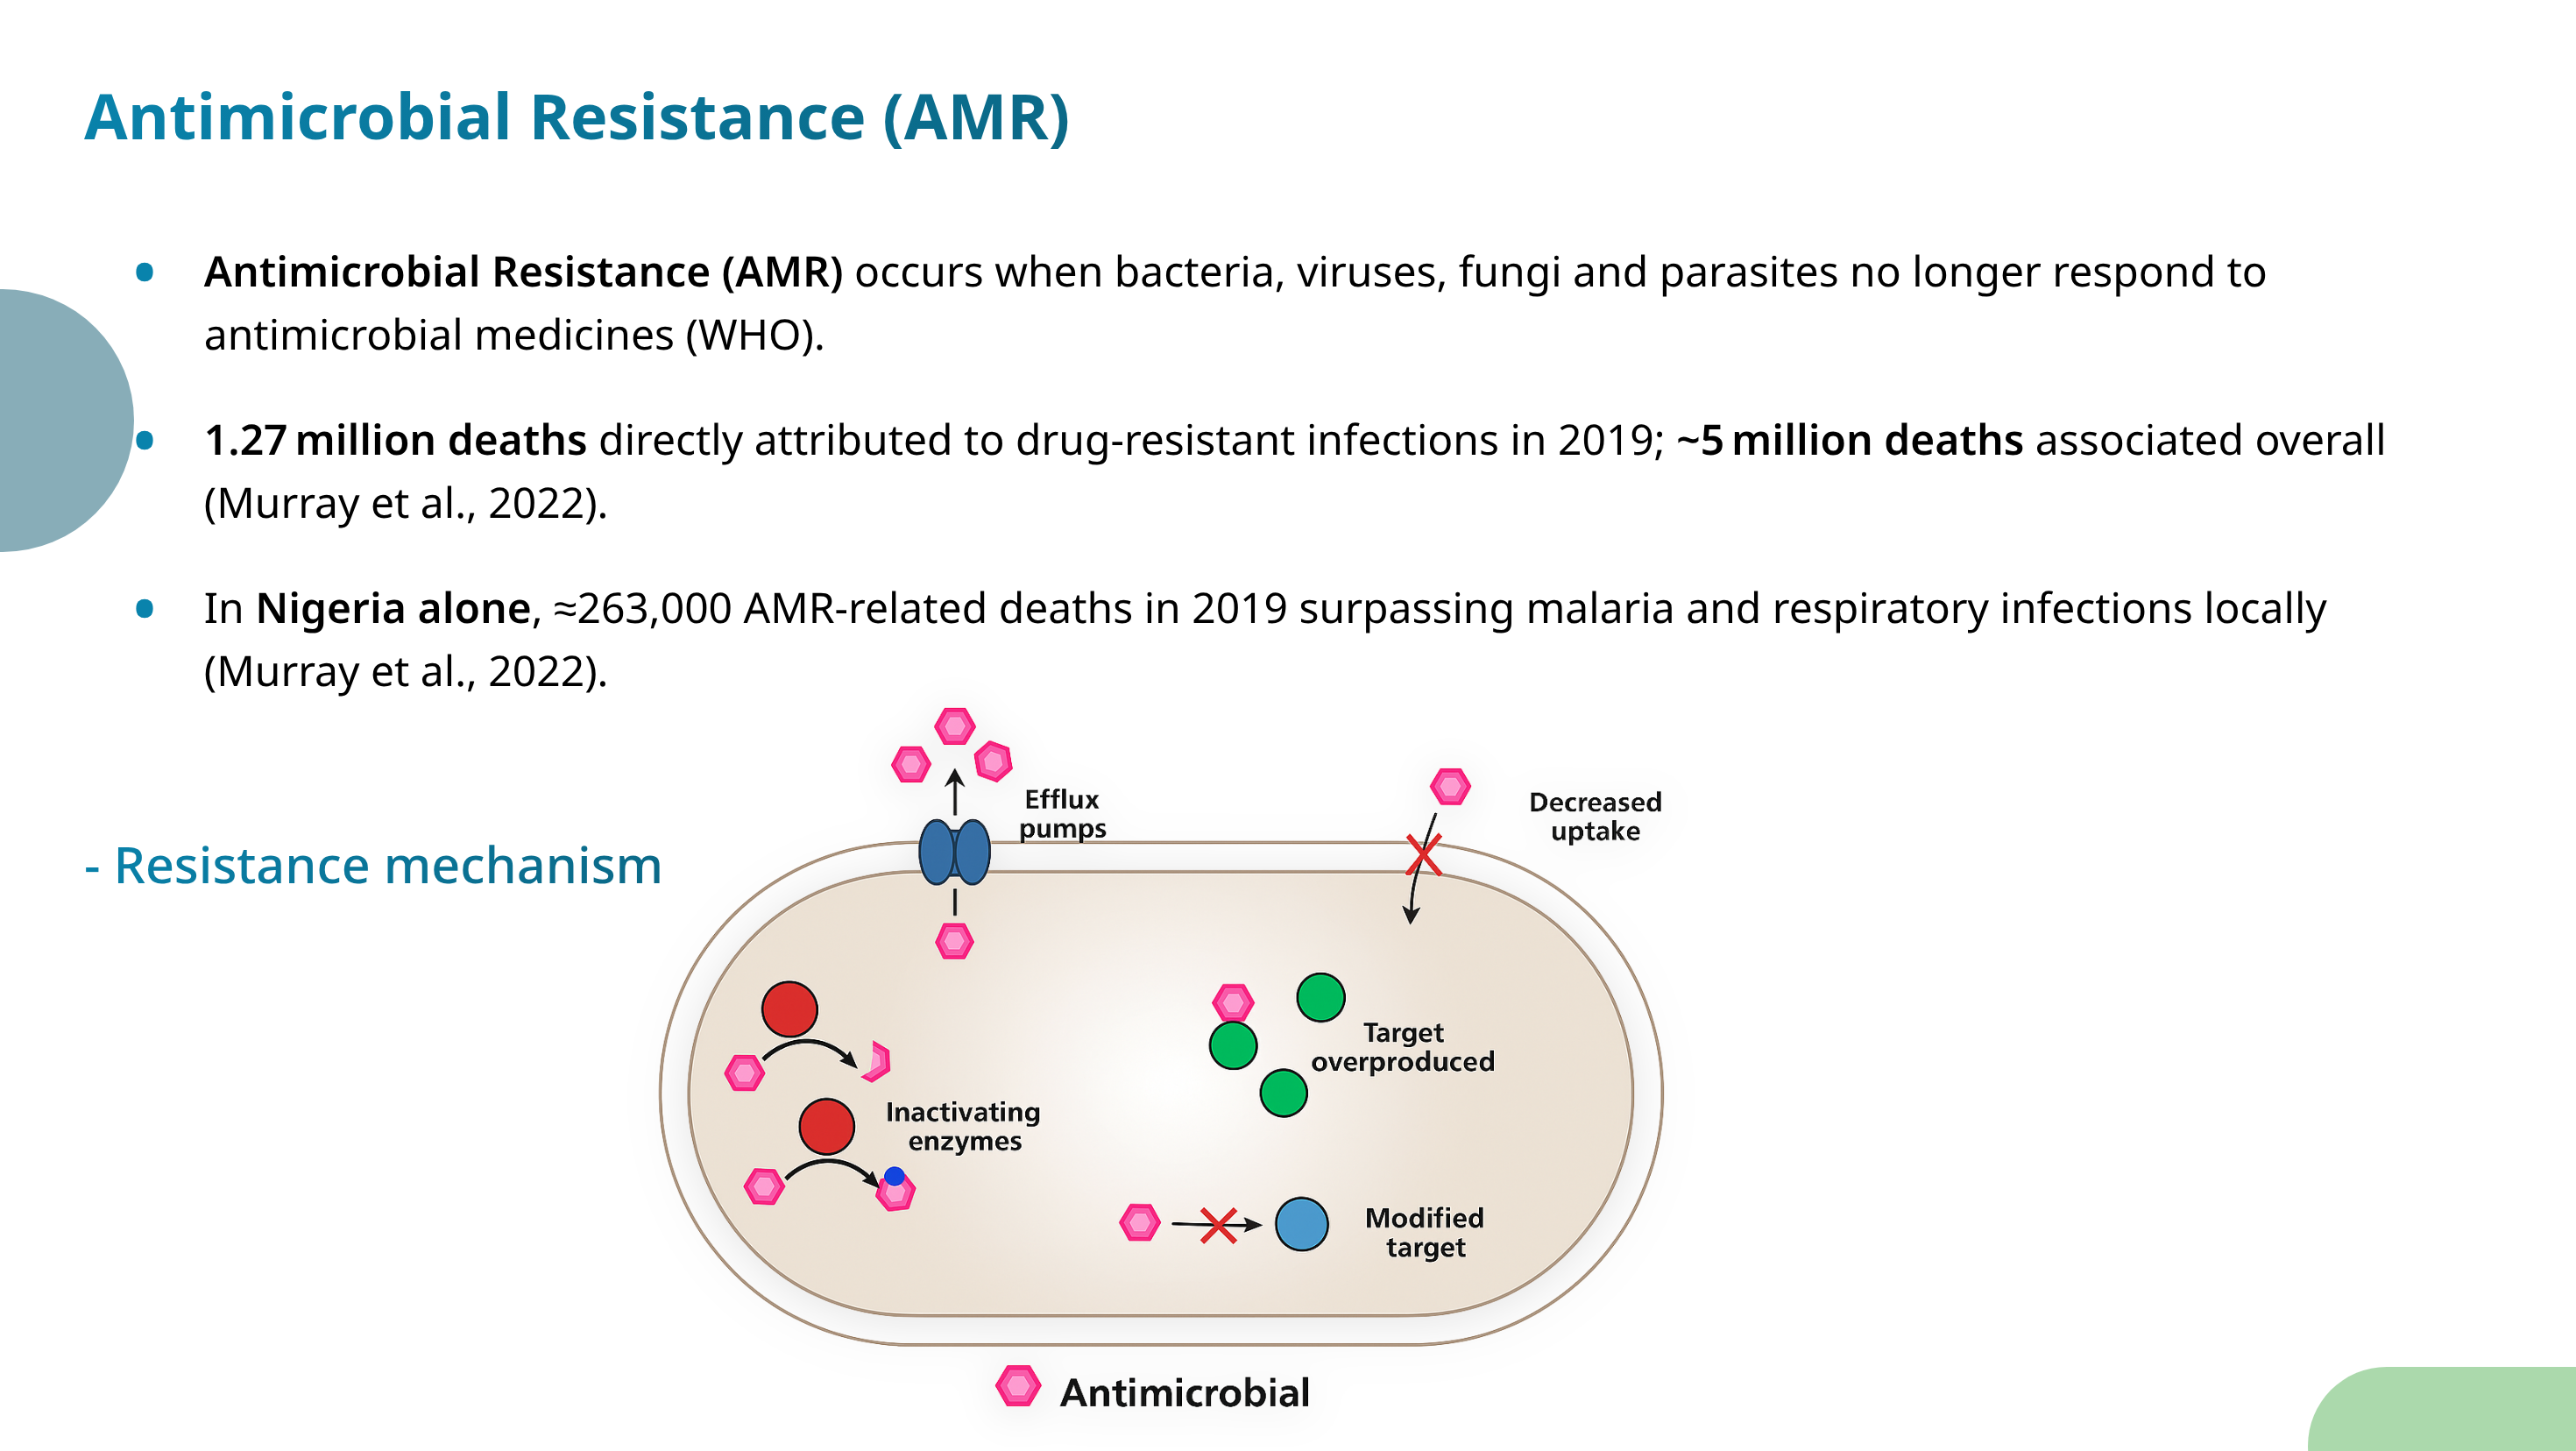 Antimicrobial Resistance (AMR)
• Antimicrobial Resistance (AMR) occurs when bacteria, viruses, fungi and parasites no longer respond to
antimicrobial medicines (WHO).
• 1.27 million deaths directly attributed to drug-resistant infections in 2019; ~5 million deaths associated overall
(Murray et al., 2022).
• In Nigeria alone, ≈263,000 AMR-related deaths in 2019 surpassing malaria and respiratory infections locally
(Murray et al., 2022).
- Resistance mechanism
Efflux
pumps
Decreased
uptake
Target
overproduced
Inactivating
enzymes
Modified
target
Antimicrobial